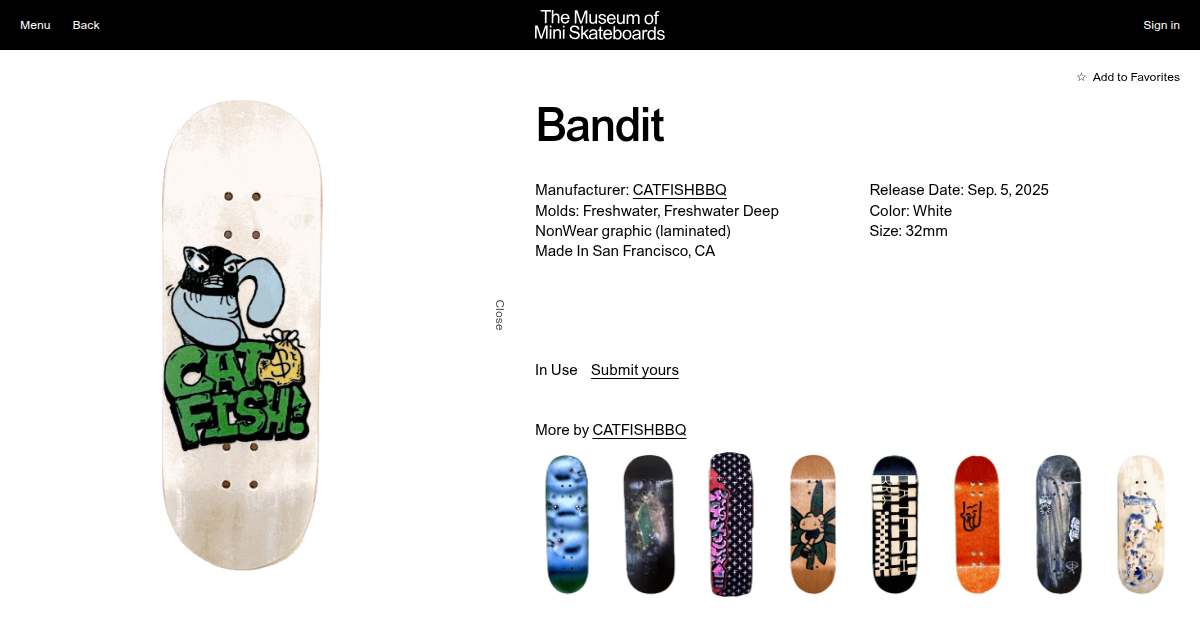 Menu
Back
The Museum of
Mini Skateboards
Sign in
☆ Add to Favorites
Bandit
Manufacturer: CATFISHBBQ
Molds: Freshwater, Freshwater Deep
NonWear graphic (laminated)
Made In San Francisco, CA
Release Date: Sep. 5, 2025
Color: White
Size: 32mm
Close
CAT
$
FISH!
In Use Submit yours
More by CATFISHBBQ